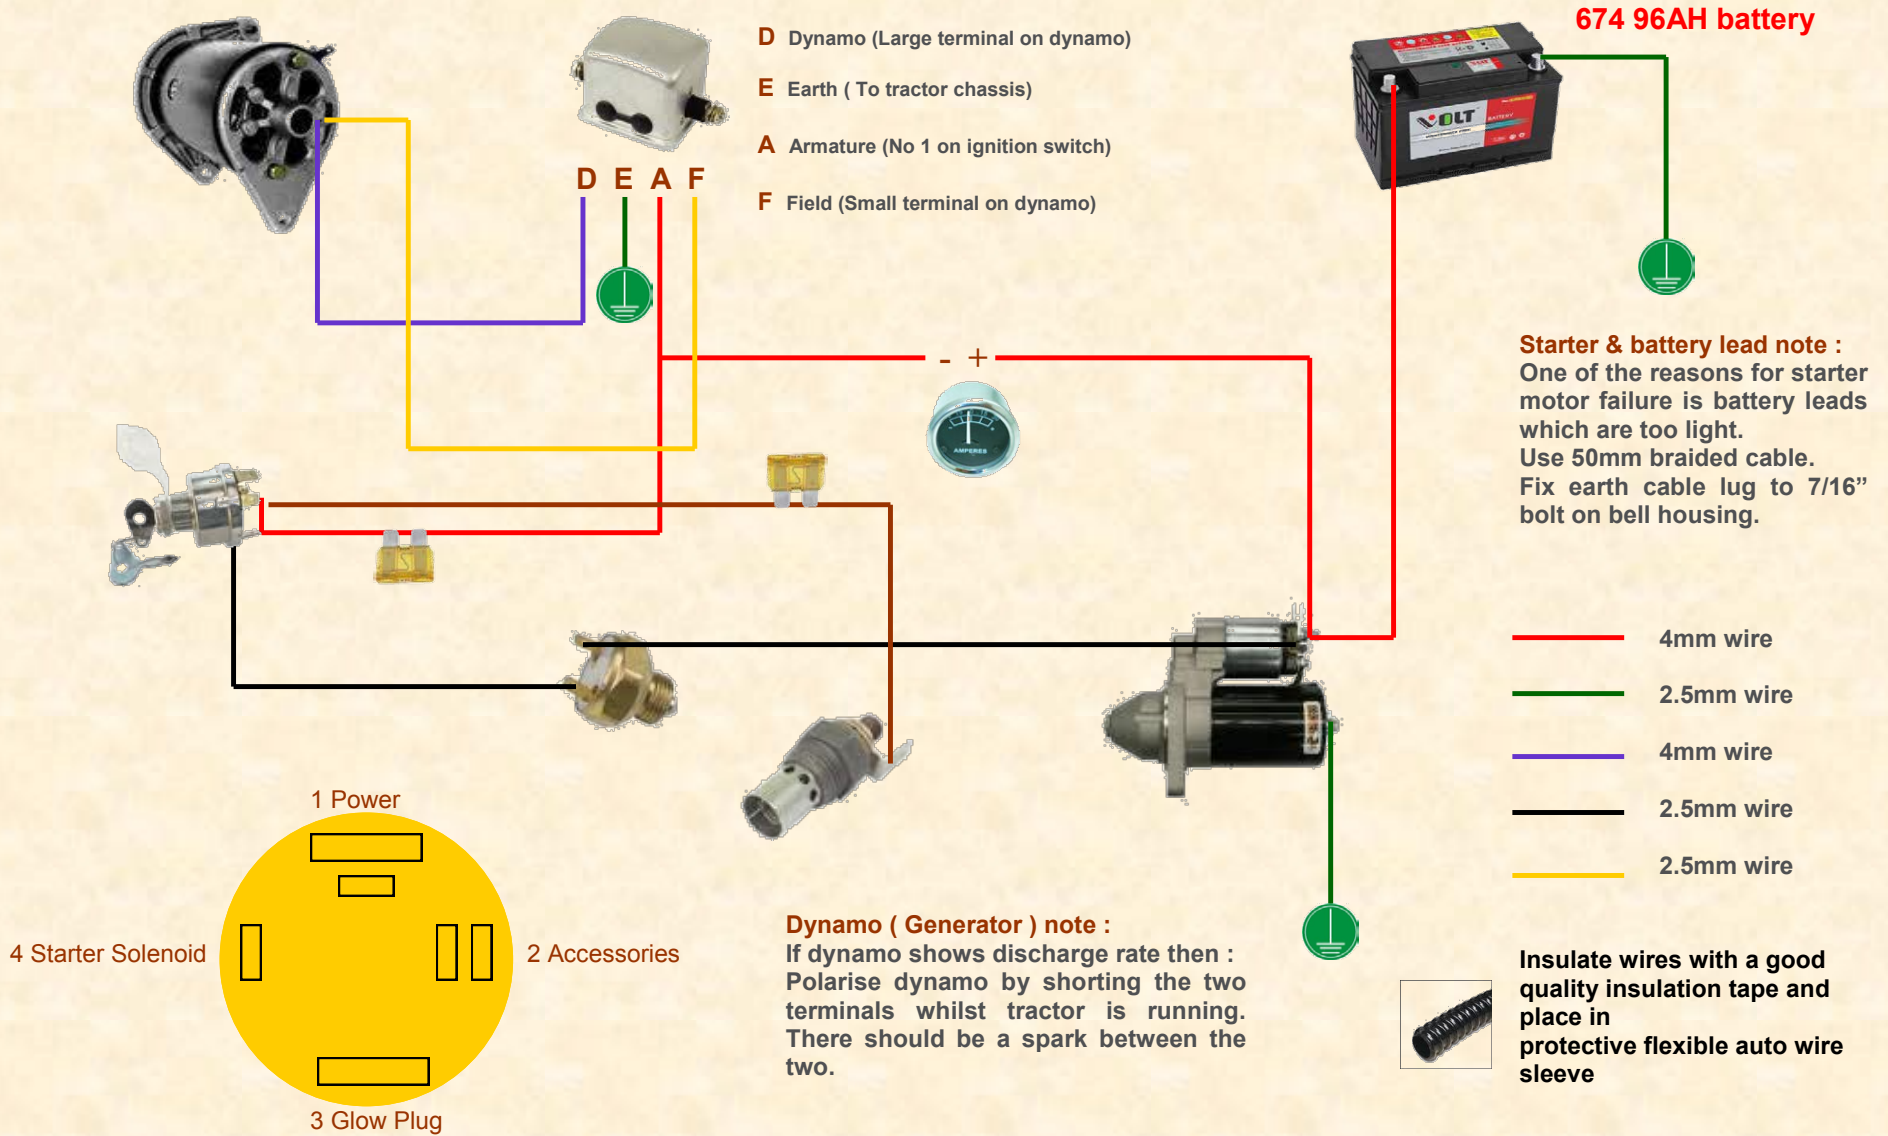 674 96AH battery
D Dynamo (Large terminal on dynamo)
E Earth ( To tractor chassis)
A Armature (No 1 on ignition switch)
F Field (Small terminal on dynamo)
D E A F
VOLT
BATTERY
- +
AMPERES
Starter & battery lead note :
One of the reasons for starter
motor failure is battery leads
which are too light.
Use 50mm braided cable.
Fix earth cable lug to 7/16”
bolt on bell housing.
4mm wire
2.5mm wire
4mm wire
2.5mm wire
2.5mm wire
1 Power
4 Starter Solenoid
2 Accessories
3 Glow Plug
Dynamo ( Generator ) note :
If dynamo shows discharge rate then :
Polarise dynamo by shorting the two
terminals whilst tractor is running.
There should be a spark between the
two.
Insulate wires with a good
quality insulation tape and
place in
protective flexible auto wire
sleeve